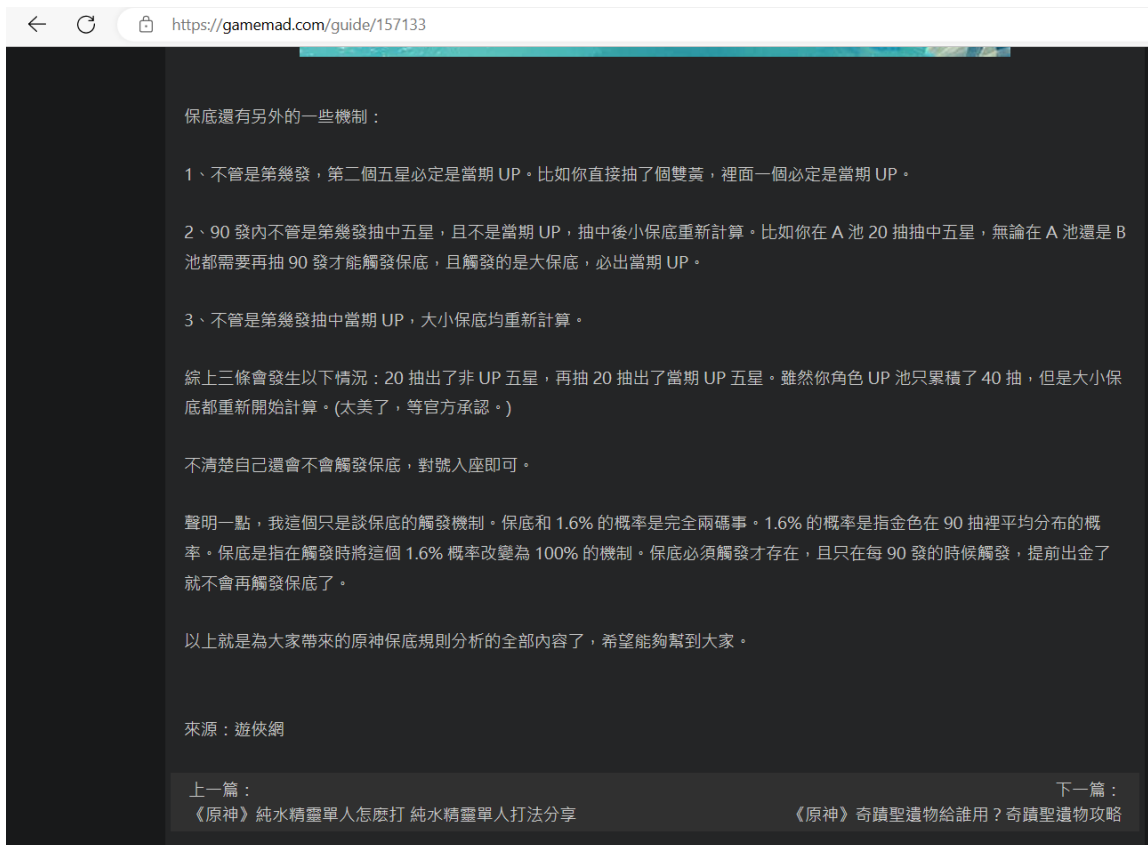 https://gamemad.com/guide/157133
保底還有另外的一些機制：
1、不管是第幾發，第二個五星必定是當期 UP。比如你直接抽了個雙黃，裡面一個必定是當期 UP。
2、90 發內不管是第幾發抽中五星，且不是當期 UP，抽中後小保底重新計算。比如你在 A 池 20 抽抽中五星，無論在 A 池還是 B
池都需要再抽 90 發才能觸發保底，且觸發的是大保底，必出當期 UP。
3、不管是第幾發抽中當期 UP，大小保底均重新計算。
綜上三條會發生以下情況：20 抽出了非 UP 五星，再抽 20 抽出了當期 UP 五星。雖然你角色 UP 池只累積了 40 抽，但是大小保
底都重新開始計算。(太美了，等官方承認。)
不清楚自己還會不會觸發保底，對號入座即可。
聲明一點，我這個只是談保底的觸發機制。保底和 1.6% 的概率是完全兩碼事。1.6% 的概率是指金色在 90 抽裡平均分布的概
率。保底是指在觸發時將這個 1.6% 概率改變為 100% 的機制。保底必須觸發才存在，且只在每 90 發的時候觸發，提前出金了
就不會再觸發保底了。
以上就是為大家帶來的原神保底規則分析的全部內容了，希望能夠幫到大家。
來源：遊俠網
上一篇：
《原神》純水精靈單人怎麽打 純水精靈單人打法分享
下一篇：
《原神》奇蹟聖遺物給誰用？奇蹟聖遺物攻略